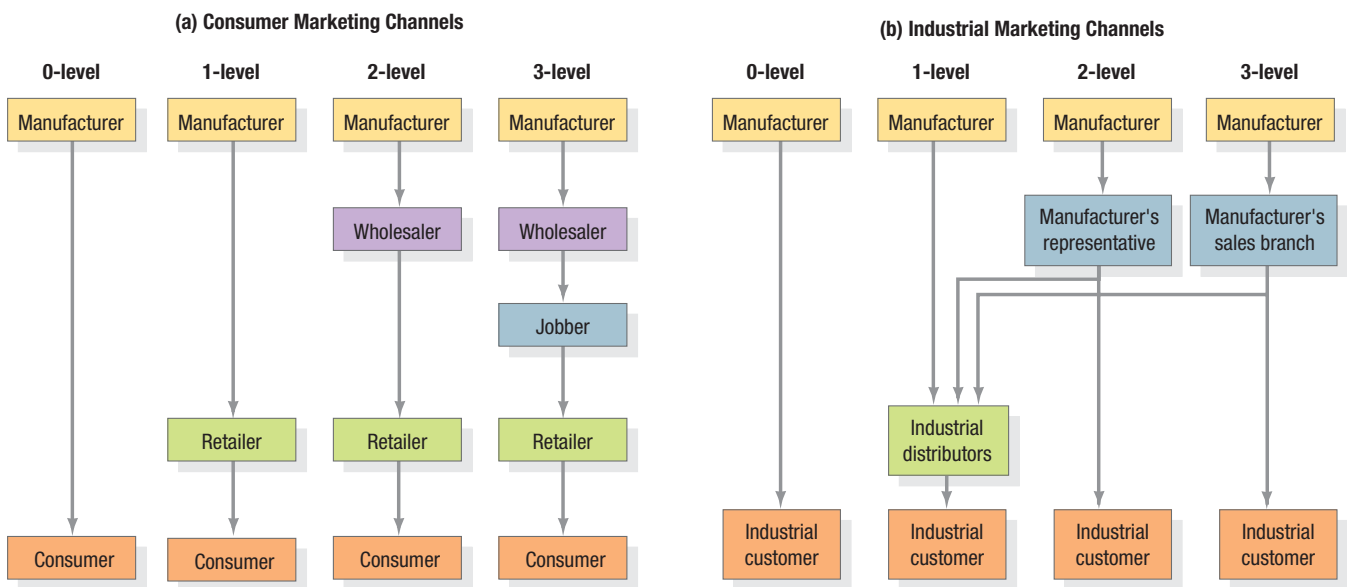 (a) Consumer Marketing Channels
0-level 1-level 2-level 3-level
Manufacturer Manufacturer Manufacturer Manufacturer
Wholesaler Wholesaler
Jobber
Retailer Retailer Retailer
Consumer Consumer Consumer Consumer
(b) Industrial Marketing Channels
0-level 1-level 2-level 3-level
Manufacturer Manufacturer Manufacturer Manufacturer
Manufacturer's
representative
Manufacturer's
sales branch
Industrial
distributors
Industrial
customer
Industrial
customer
Industrial
customer
Industrial
customer